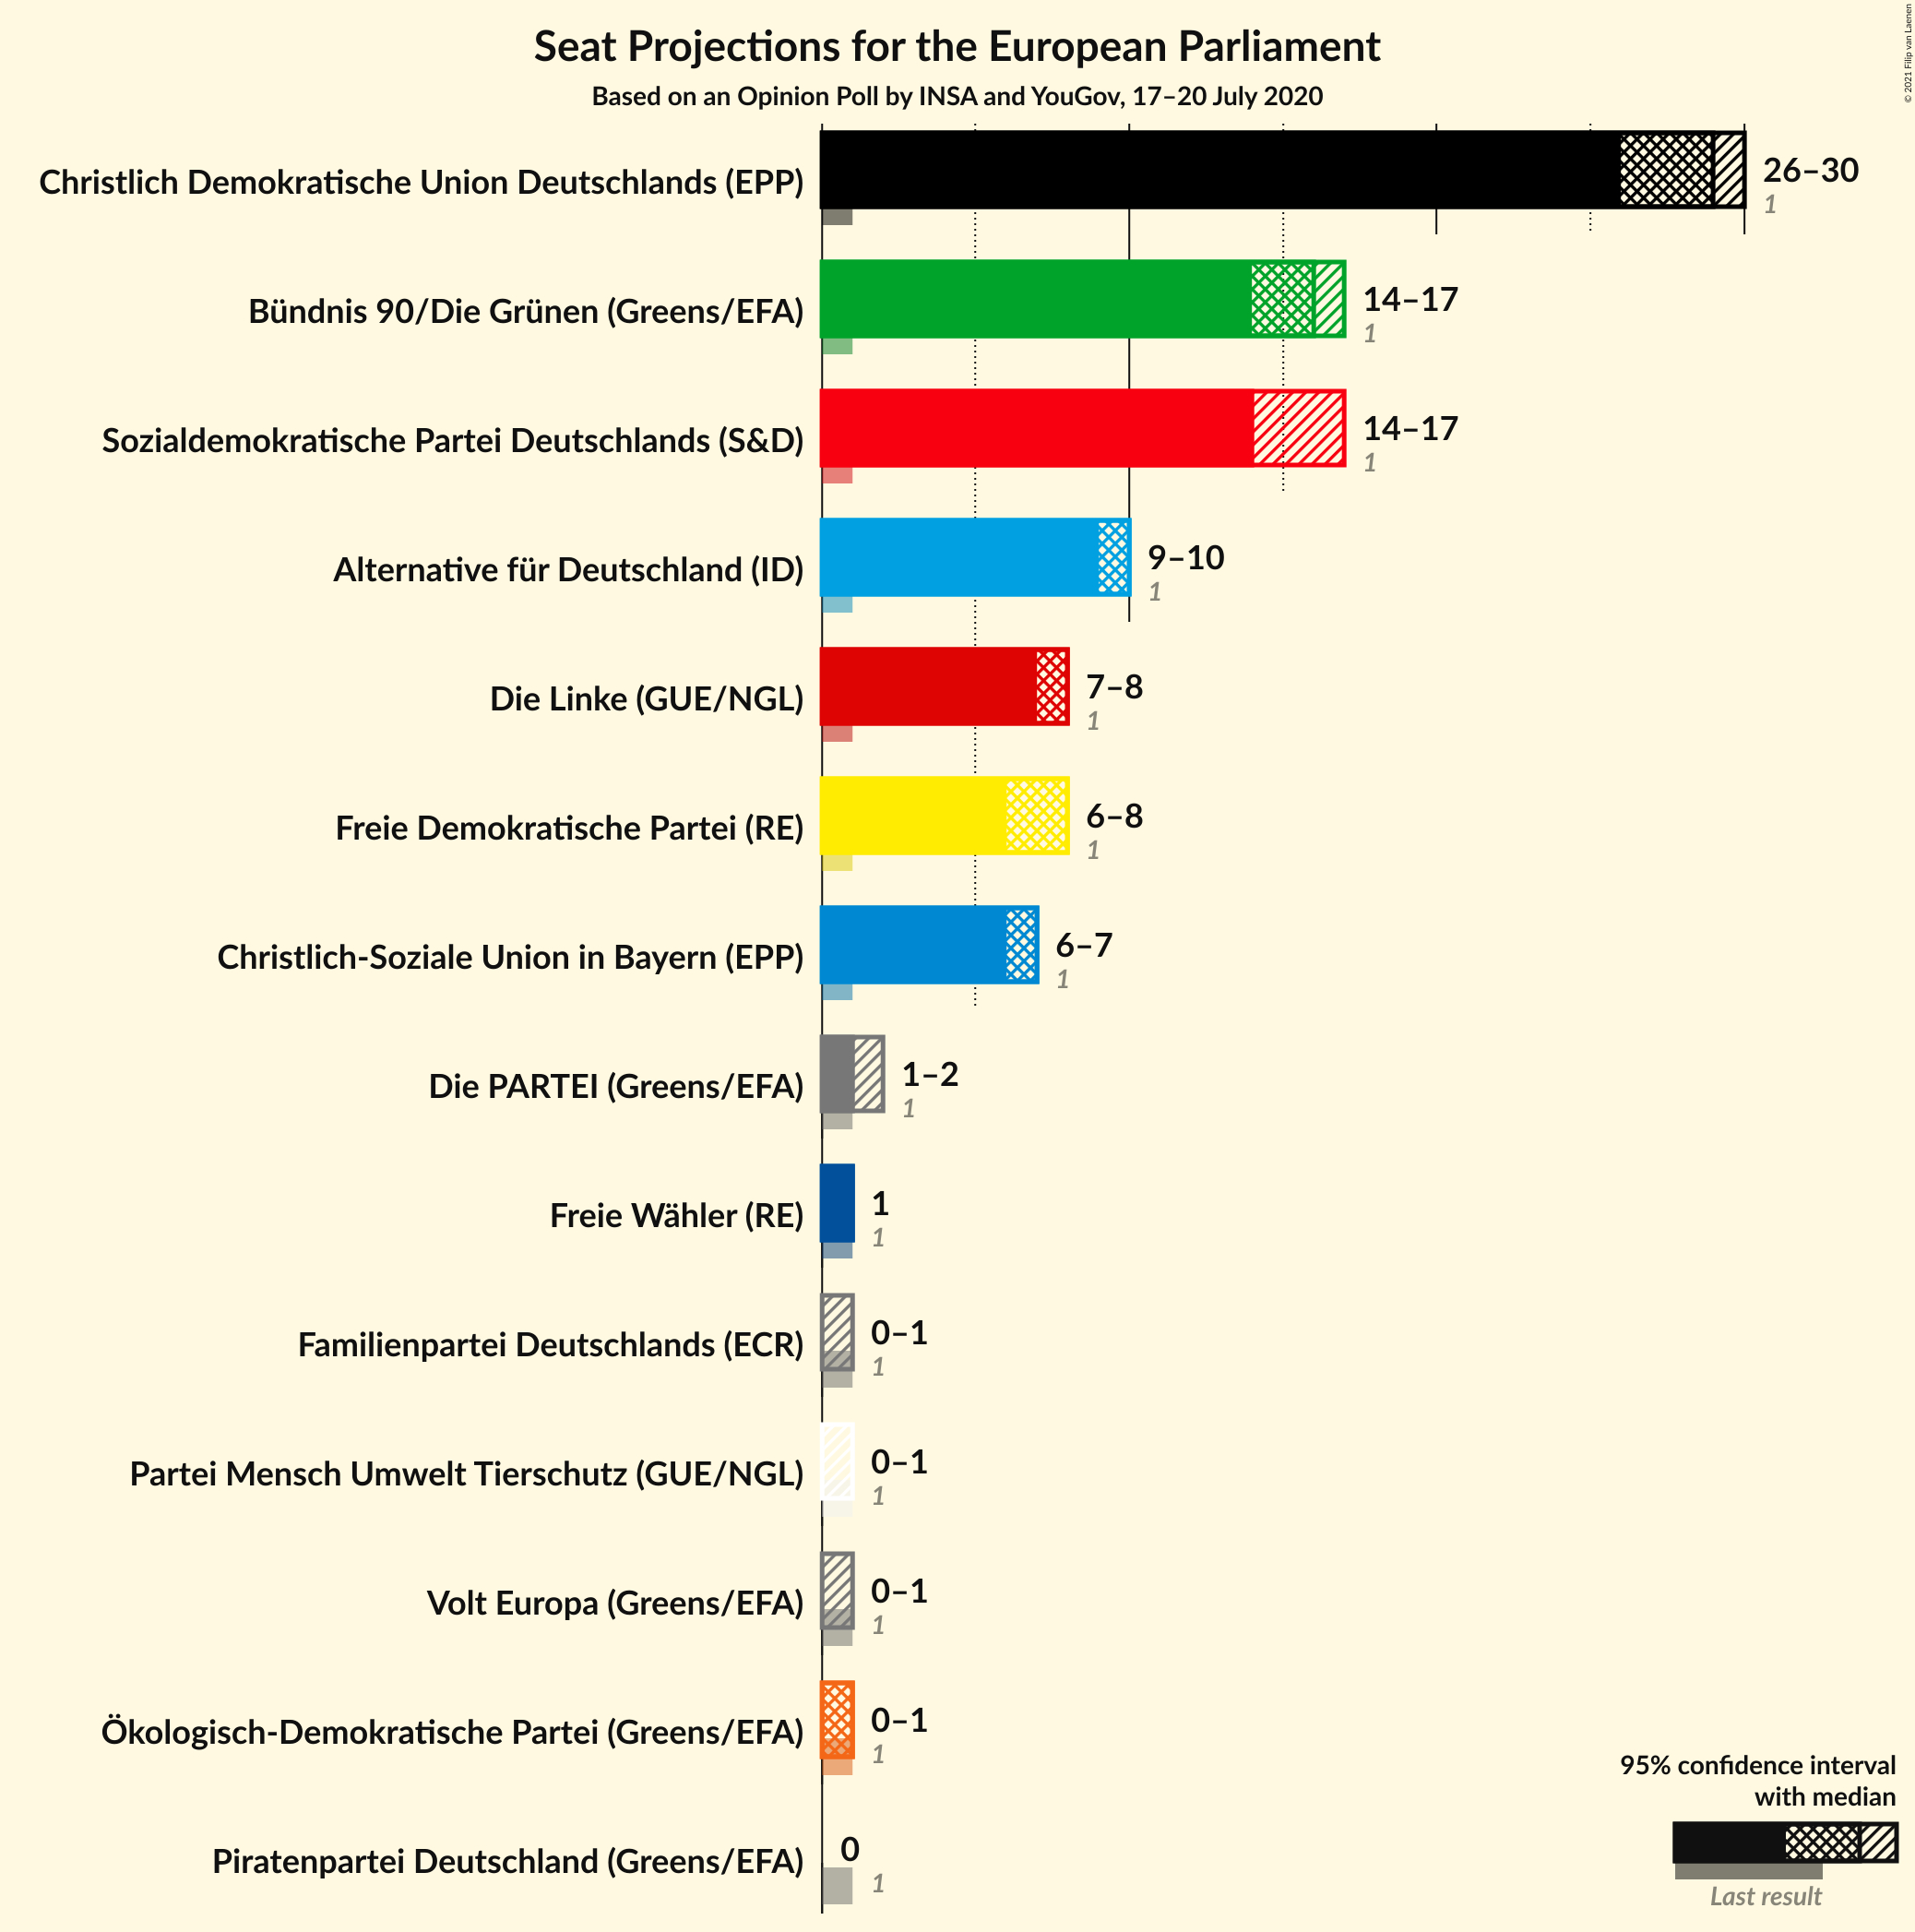 Seat Projections for the European Parliament
Based on an Opinion Poll by INSA and YouGov, 17–20 July 2020
© 2021 Filip van Laenen
Christlich Demokratische Union Deutschlands (EPP)
26–30
1
Bündnis 90/Die Grünen (Greens/EFA)
14–17
1
Sozialdemokratische Partei Deutschlands (S&D)
14–17
1
Alternative für Deutschland (ID)
9–10
1
Die Linke (GUE/NGL)
7–8
1
Freie Demokratische Partei (RE)
6–8
1
Christlich-Soziale Union in Bayern (EPP)
6–7
1
Die PARTEI (Greens/EFA)
1–2
1
Freie Wähler (RE)
1
1
Familienpartei Deutschlands (ECR)
0–1
1
Partei Mensch Umwelt Tierschutz (GUE/NGL)
0–1
1
Volt Europa (Greens/EFA)
0–1
1
Ökologisch-Demokratische Partei (Greens/EFA)
0–1
1
Piratenpartei Deutschland (Greens/EFA)
0
1
95% confidence interval
with median
Last result